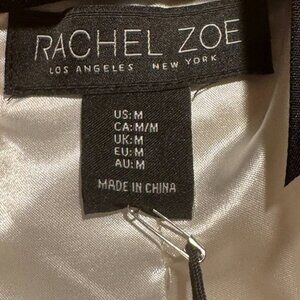 RACHEL ZOE
LOS ANGELES NEW YORK
US: M
CA: M/M
UK: M
EU: M
AU: M
MADE IN CHINA